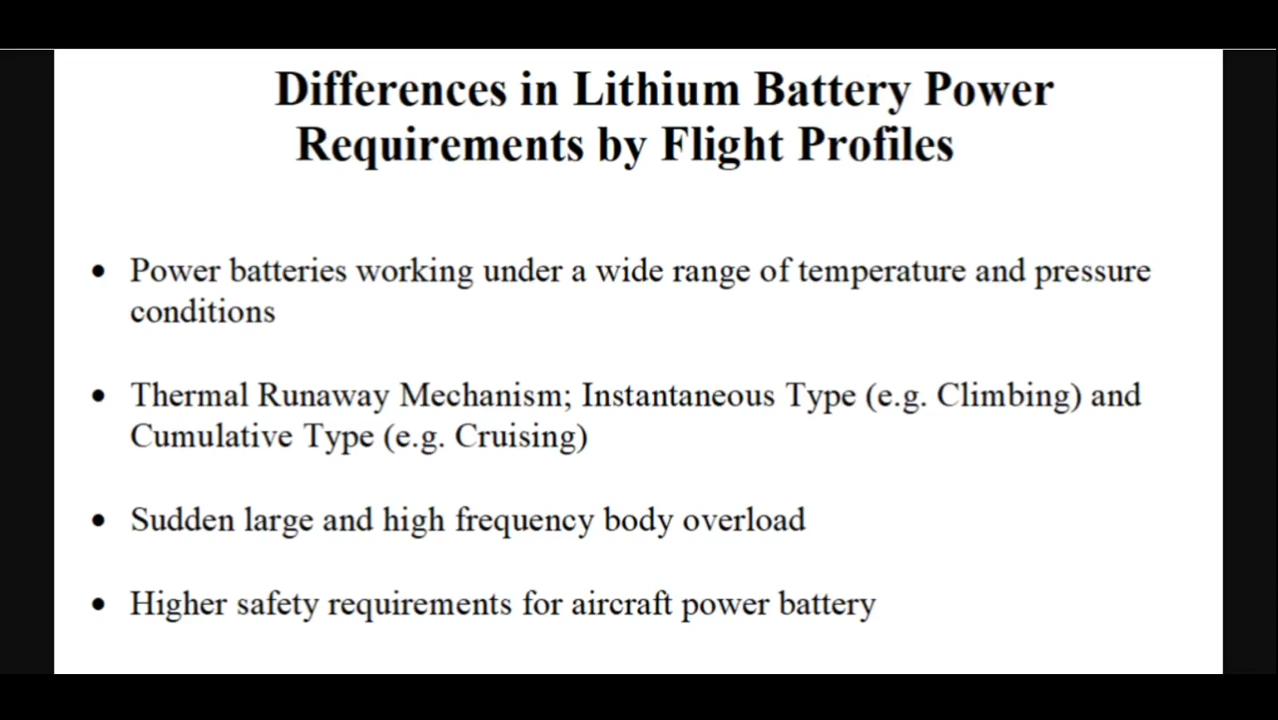 Differences in Lithium Battery Power
Requirements by Flight Profiles
• Power batteries working under a wide range of temperature and pressure
conditions
• Thermal Runaway Mechanism; Instantaneous Type (e.g. Climbing) and
Cumulative Type (e.g. Cruising)
• Sudden large and high frequency body overload
• Higher safety requirements for aircraft power battery